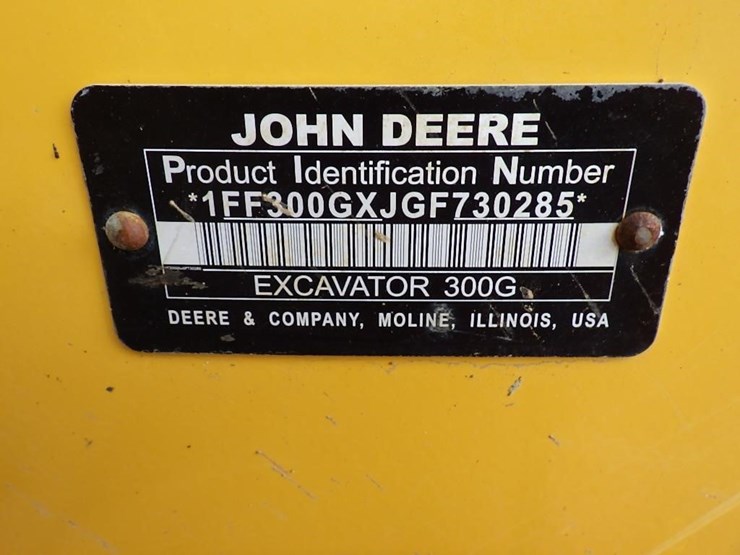 JOHN DEERE
Product Identification Number
*1FF300GXJGF730285*
EXCAVATOR 300G
DEERE & COMPANY, MOLINE, ILLINOIS, USA